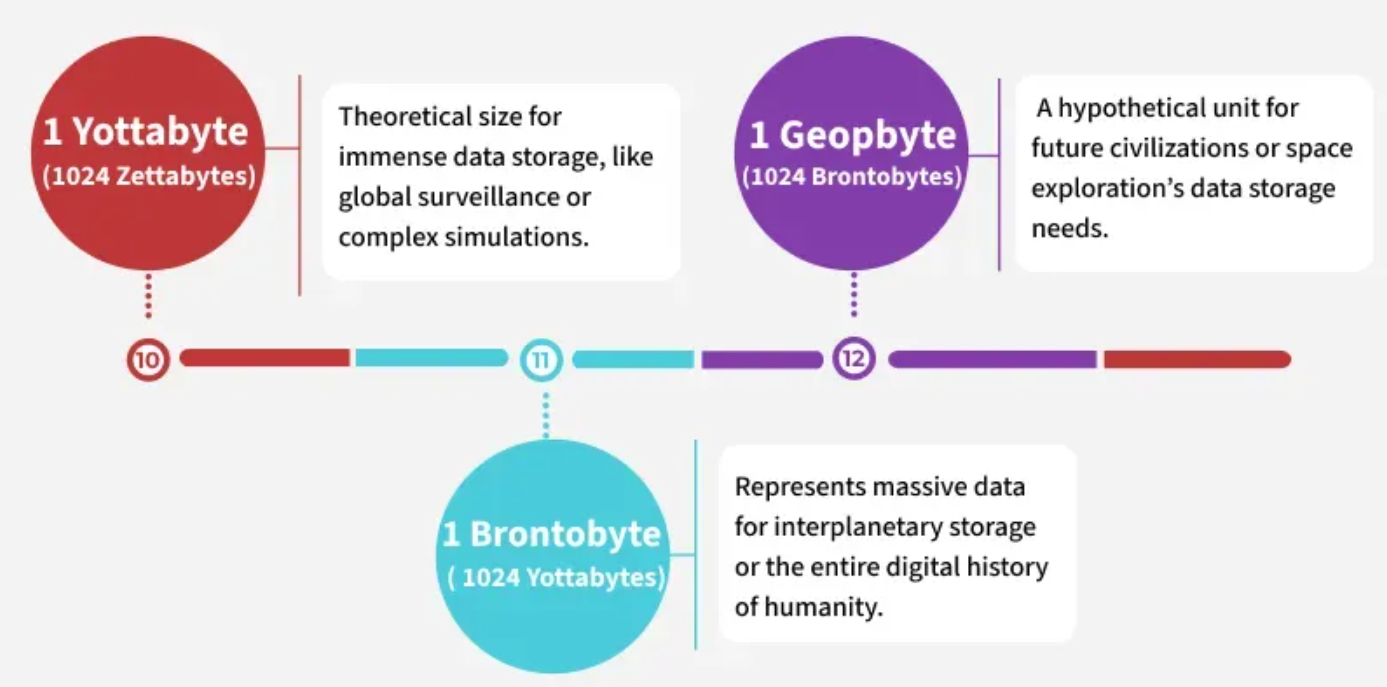 1 Yottabyte
(1024 Zettabytes)
Theoretical size for
immense data storage, like
global surveillance or
complex simulations.
1 Geopbyte
(1024 Brontobytes)
A hypothetical unit for
future civilizations or space
exploration’s data storage
needs.
10
11
12
1 Brontobyte
( 1024 Yottabytes)
Represents massive data
for interplanetary storage
or the entire digital history
of humanity.